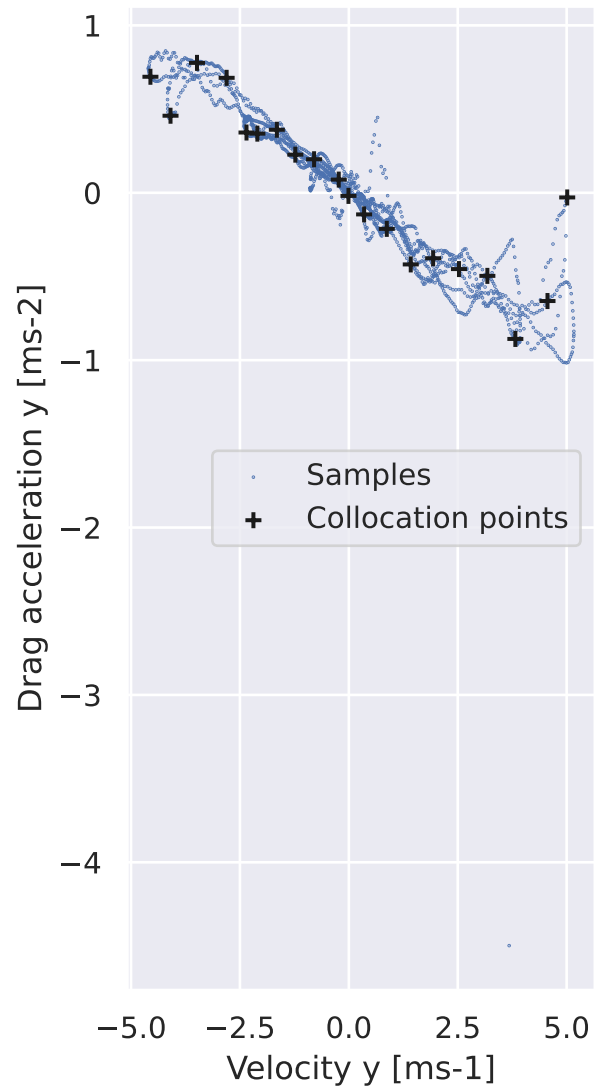 1
0
−1
−2
−3
−4
Drag acceleration y [ms-2]
Samples
Collocation points
−5.0 −2.5 0.0 2.5 5.0
Velocity y [ms-1]